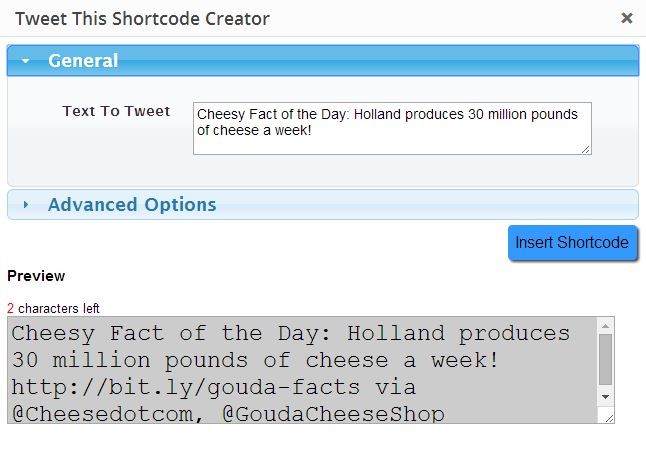 Tweet This Shortcode Creator
General
Text To Tweet
Cheesy Fact of the Day: Holland produces 30 million pounds
of cheese a week!
Advanced Options
Insert Shortcode
Preview
2 characters left
Cheesy Fact of the Day: Holland produces
30 million pounds of cheese a week!
http://bit.ly/gouda-facts via
@Cheesedotcom, @GoudaCheeseShop